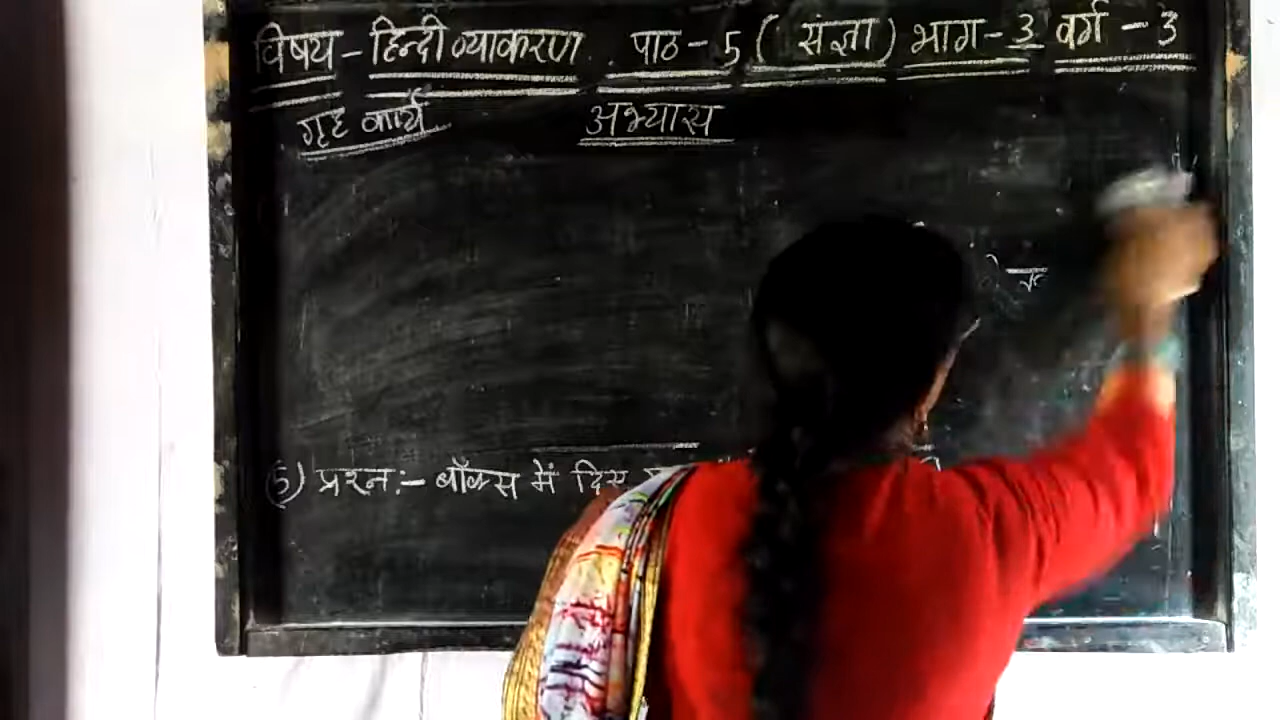 विषय - हिन्दी व्याकरण .. पाठ - 5 ( संज्ञा ) भाग - 3 वर्ग - 3
गृह कार्य अभ्यास
(5) प्रश्न :- बॉक्स में दिए